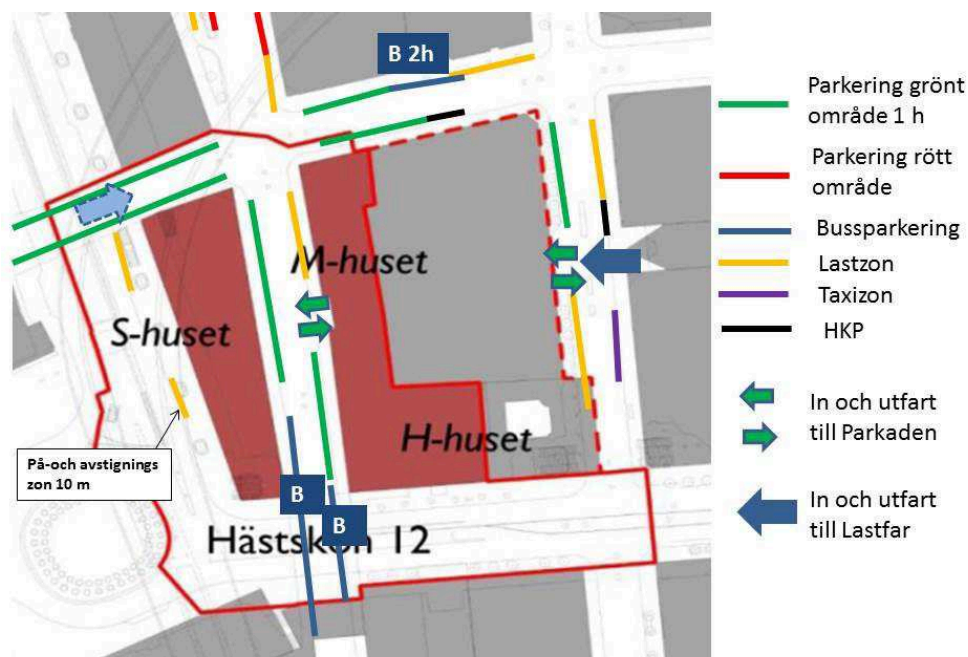 B 2h
M-huset
S-huset
H-huset
På-och avstignings
zon 10 m
B
B
Hästskon 12
Parkering grönt
område 1 h
Parkering rött
område
Bussparkering
Lastzon
Taxizon
HKP
In och utfart
till Parkaden
In och utfart
till Lastfar